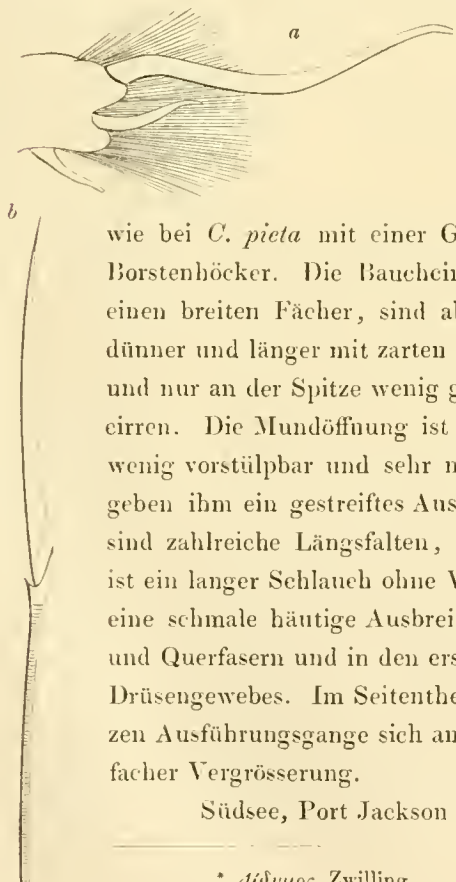 a
b
wie bei C. picta mit einer G
Borstenhöcker. Die Bauchcir
einen breiten Fächer, sind al
dünner und länger mit zarten
und nur an der Spitze wenig g
cirren. Die Mundöffnung ist
wenig vorstülpbar und sehr m
geben ihm ein gestreiftes Aus
sind zahlreiche Längsfalten,
ist ein langer Schlauch ohne V
eine schmale häutige Ausbrei
und Querfasern und in den ers
Drüsengewebes. Im Seitenthe
zen Ausführungsgange sich an
facher Vergrösserung.
Südsee, Port Jackson
* δίδυμος Zwilling